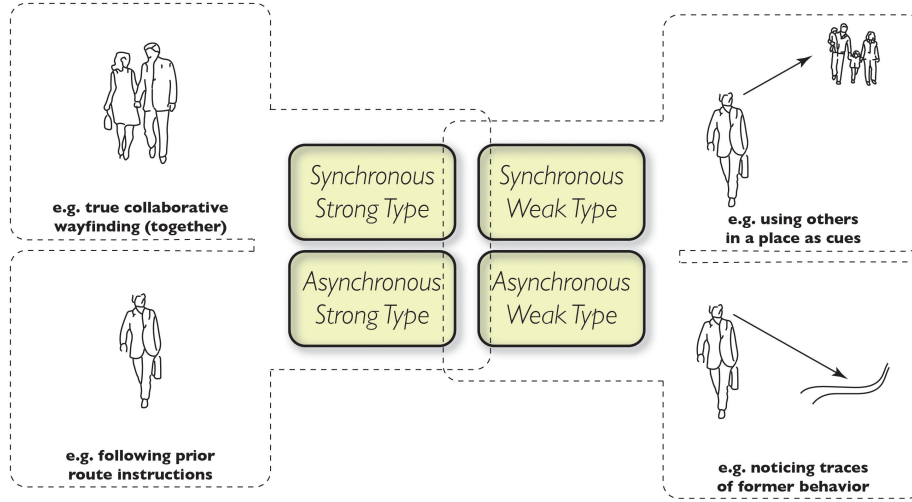 e.g. true collaborative
wayfinding (together)
Synchronous
Strong Type
Synchronous
Weak Type
e.g. using others
in a place as cues
Asynchronous
Strong Type
Asynchronous
Weak Type
e.g. following prior
route instructions
e.g. noticing traces
of former behavior